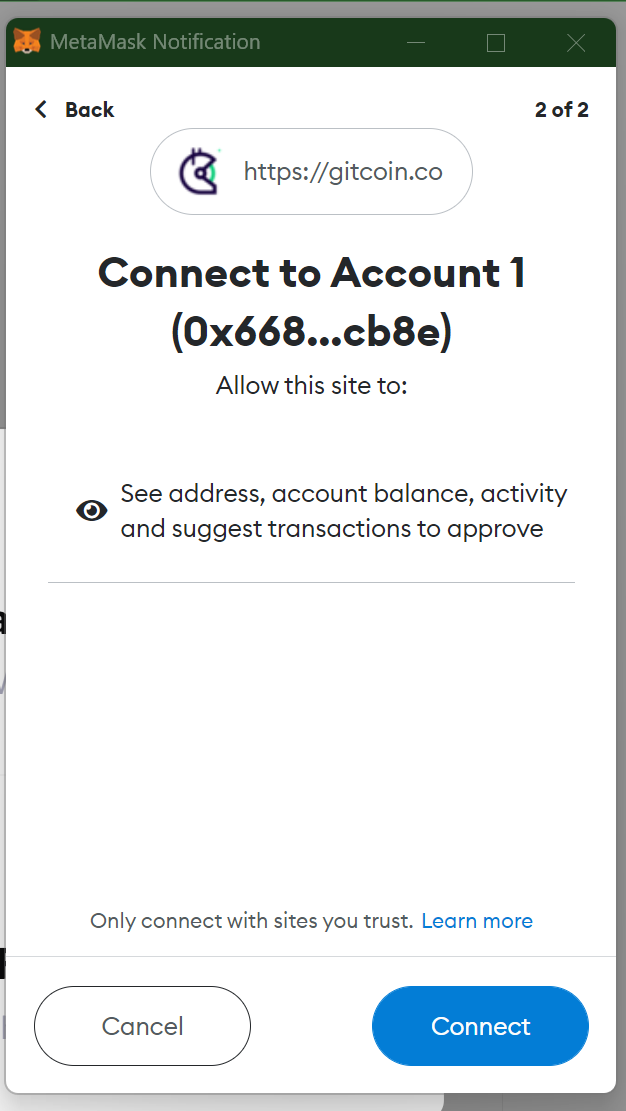 MetaMask Notification
Back
2 of 2
https://gitcoin.co
Connect to Account 1
(0x668...cb8e)
Allow this site to:
See address, account balance, activity
and suggest transactions to approve
Only connect with sites you trust. Learn more
Cancel
Connect